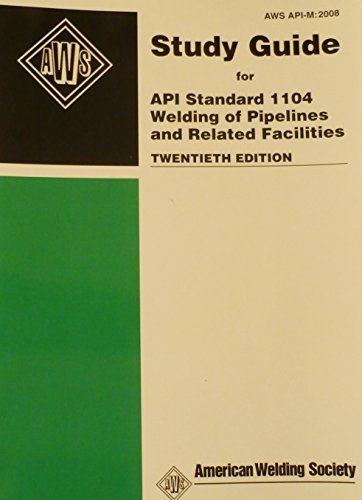 AWS API-M:2008
AWS
Study Guide
for
API Standard 1104
Welding of Pipelines
and Related Facilities
TWENTIETH EDITION
AWS
American Welding Society